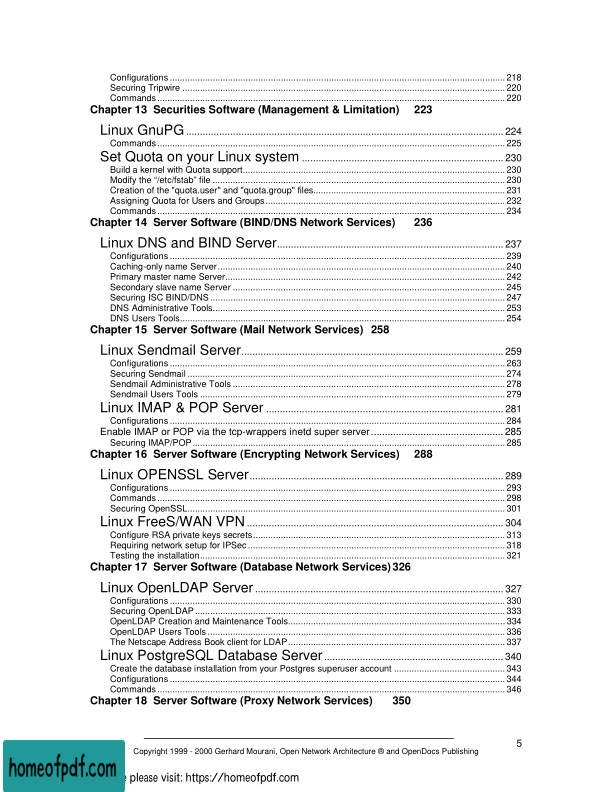 Configurations ... 218
Securing Tripwire ... 220
Commands ... 220
Chapter 13 Securities Software (Management & Limitation) 223
Linux GnuPG ... 224
Commands ... 225
Set Quota on your Linux system ... 230
Build a kernel with Quota support ... 230
Modify the “/etc/fstab” file ... 230
Creation of the "quota.user" and "quota.group" files ... 231
Assigning Quota for Users and Groups ... 232
Commands ... 234
Chapter 14 Server Software (BIND/DNS Network Services) 236
Linux DNS and BIND Server ... 237
Configurations ... 239
Caching-only name Server ... 240
Primary master name Server ... 242
Secondary slave name Server ... 245
Securing ISC BIND/DNS ... 247
DNS Administrative Tools ... 253
DNS Users Tools ... 254
Chapter 15 Server Software (Mail Network Services) 258
Linux Sendmail Server ... 259
Configurations ... 263
Securing Sendmail ... 274
Sendmail Administrative Tools ... 278
Sendmail Users Tools ... 279
Linux IMAP & POP Server ... 281
Configurations ... 284
Enable IMAP or POP via the tcp-wrappers inetd super server ... 285
Securing IMAP/POP ... 285
Chapter 16 Server Software (Encrypting Network Services) 288
Linux OPENSSL Server ... 289
Configurations ... 293
Commands ... 298
Securing OpenSSL ... 301
Linux FreeS/WAN VPN ... 304
Configure RSA private keys secrets ... 313
Requiring network setup for IPSec ... 318
Testing the installation ... 321
Chapter 17 Server Software (Database Network Services) 326
Linux OpenLDAP Server ... 327
Configurations ... 330
Securing OpenLDAP ... 333
OpenLDAP Creation and Maintenance Tools ... 334
OpenLDAP Users Tools ... 336
The Netscape Address Book client for LDAP ... 337
Linux PostgreSQL Database Server ... 340
Create the database installation from your Postgres superuser account ... 343
Configurations ... 344
Commands ... 346
Chapter 18 Server Software (Proxy Network Services) 350
5
Copyright 1999 - 2000 Gerhard Mourani, Open Network Architecture ® and OpenDocs Publishing
homeofpdf.com
please visit: https://homeofpdf.com